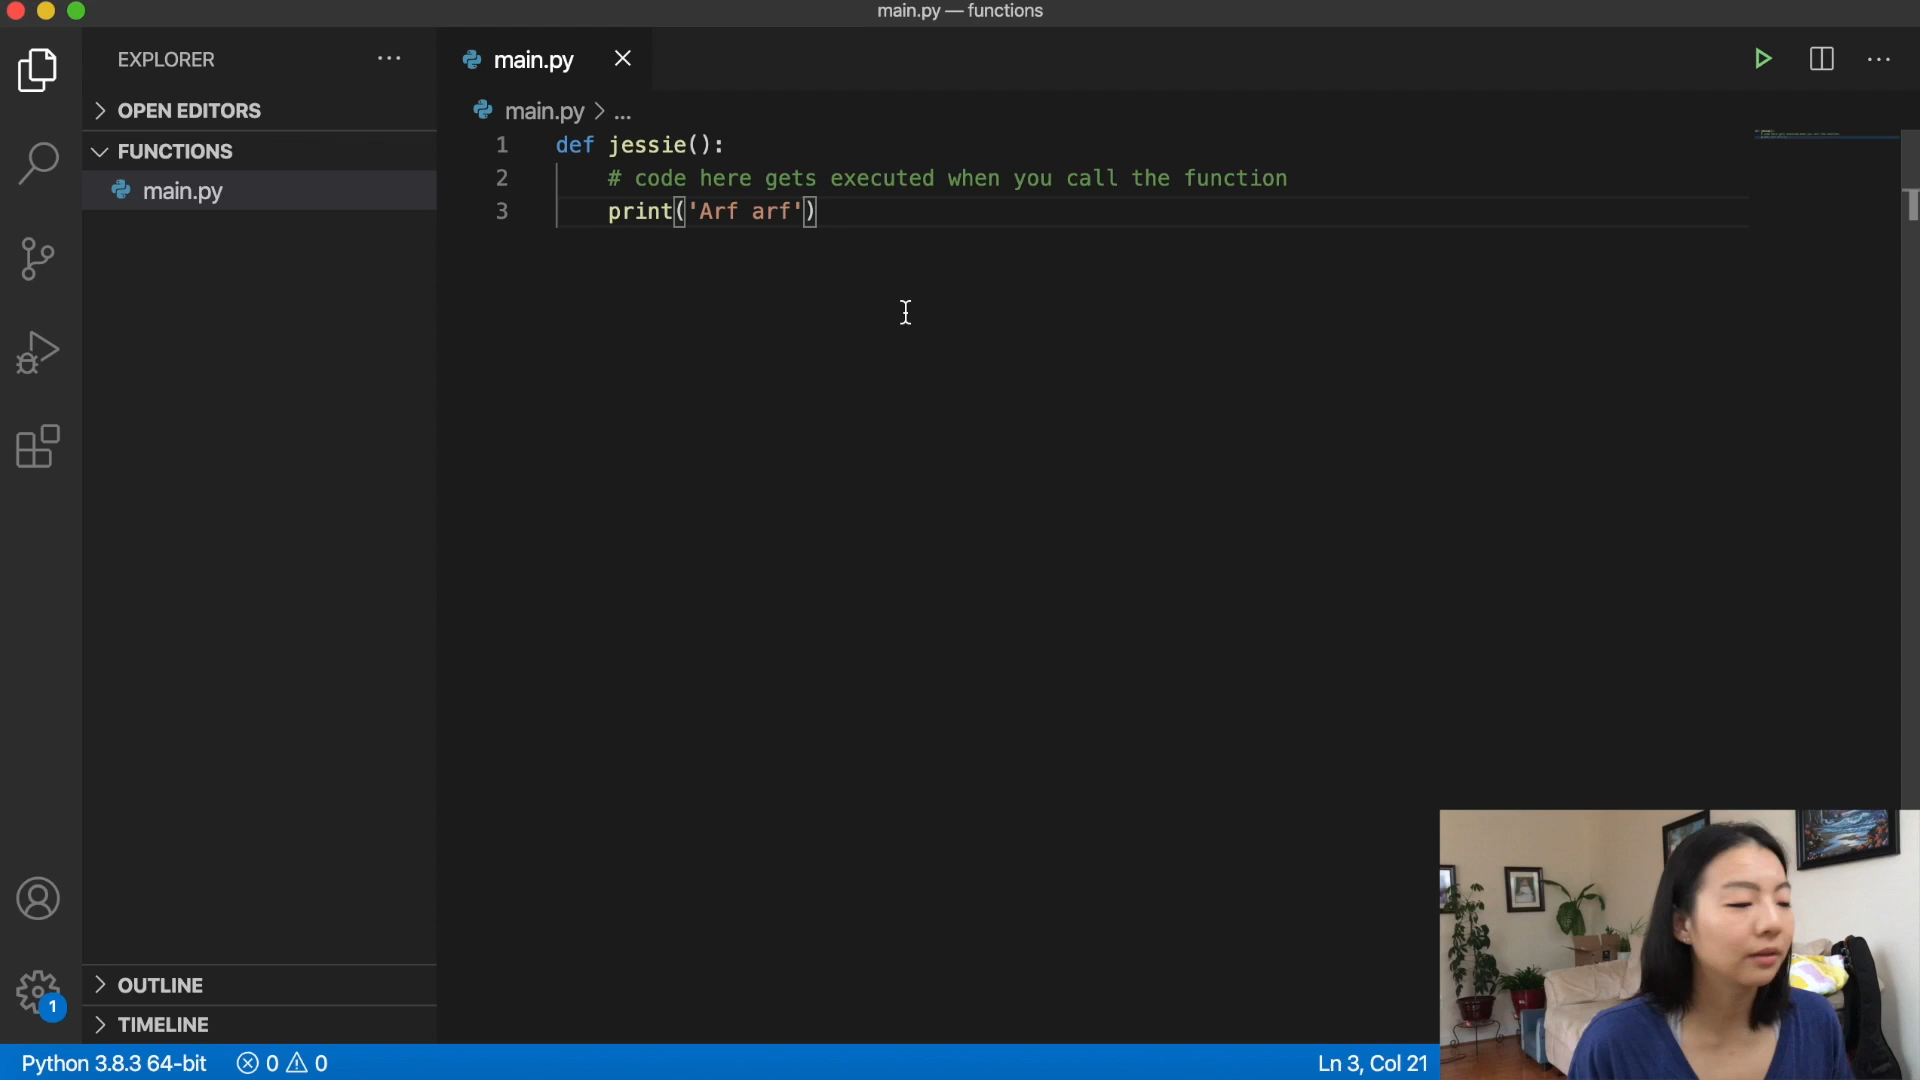 main.py — functions
EXPLORER
OPEN EDITORS
FUNCTIONS
main.py
OUTLINE
TIMELINE
main.py
main.py > ...
1 def jessie():
2 # code here gets executed when you call the function
3 print('Arf arf')
1
Python 3.8.3 64-bit 0 0
Ln 3, Col 21